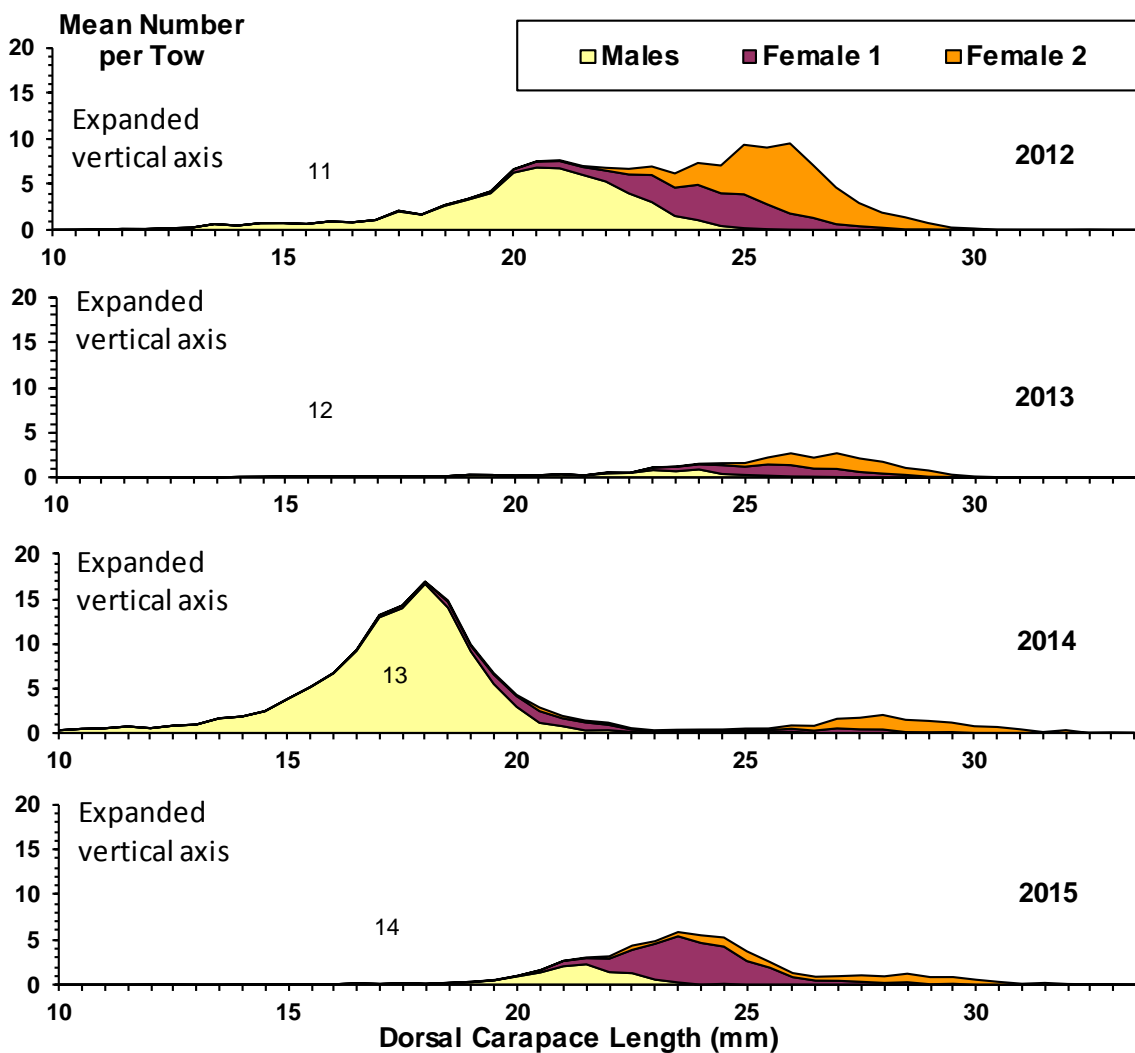 Mean Number
per Tow
Males Female 1 Female 2
20
15
10
5
0
Expanded
vertical axis
11
2012
10 15 20 25 30
20
15
10
5
0
Expanded
vertical axis
12
2013
10 15 20 25 30
20
15
10
5
0
Expanded
vertical axis
13
2014
10 15 20 25 30
20
15
10
5
0
Expanded
vertical axis
14
2015
10 15 20 25 30
Dorsal Carapace Length (mm)